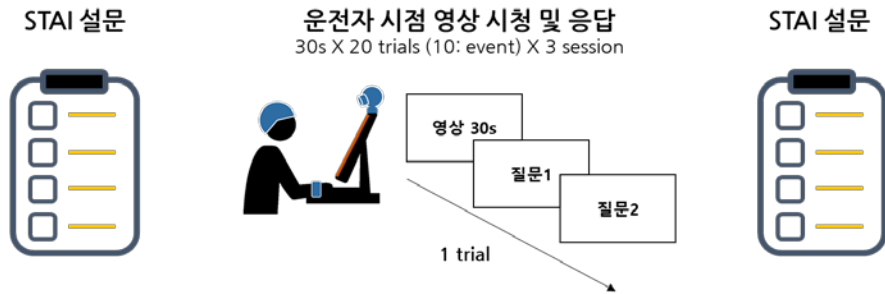 STAI 설문
운전자 시점 영상 시청 및 응답
30s X 20 trials (10: event) X 3 session
영상 30s
질문1
질문2
1 trial
STAI 설문